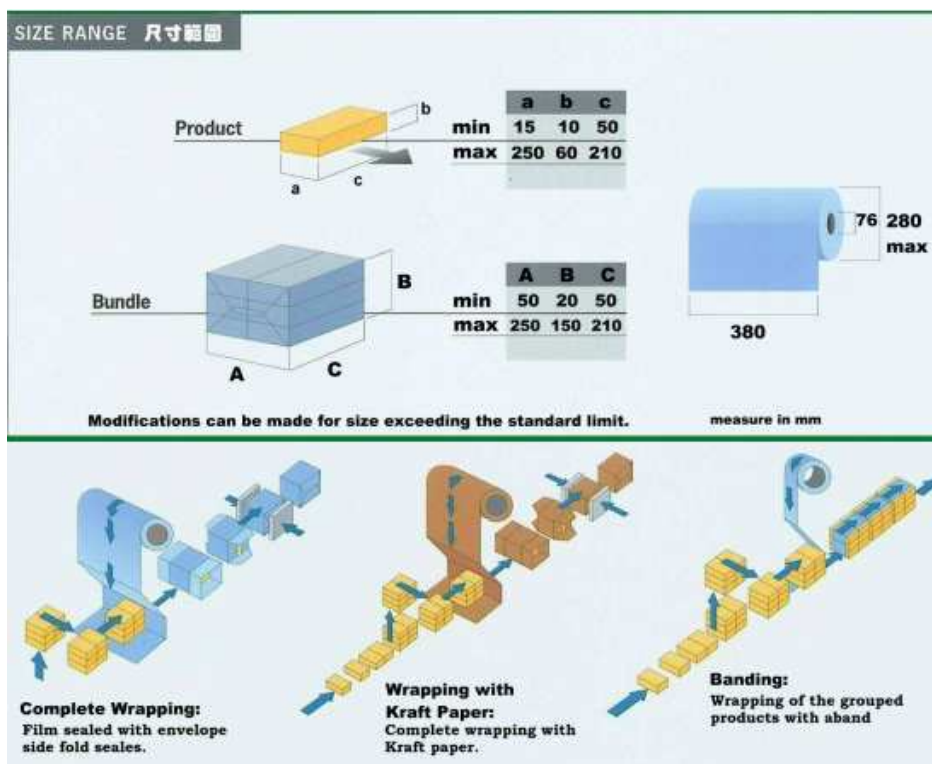 SIZE RANGE 尺寸範圍
Product
b
a
c
a b c
min 15 10 50
max 250 60 210
76 280
max
380
Bundle
B
A
C
A B C
min 50 20 50
max 250 150 210
Modifications can be made for size exceeding the standard limit.
measure in mm
Complete Wrapping:
Film sealed with envelope
side fold seales.
Wrapping with
Kraft Paper:
Complete wrapping with
Kraft paper.
Banding:
Wrapping of the grouped
products with aband